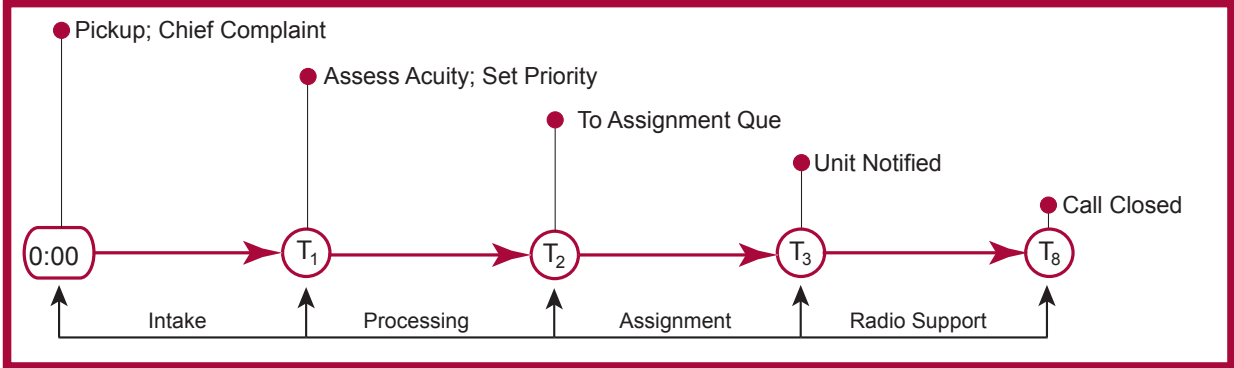 Pickup; Chief Complaint
Assess Acuity; Set Priority
To Assignment Que
Unit Notified
Call Closed
0:00 T1 T2 T3 T8
Intake Processing Assignment Radio Support